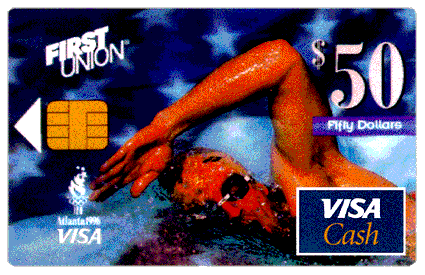 FIRST
UNION
$50
Fifty Dollars
Atlanta 1996
VISA
VISA
Cash